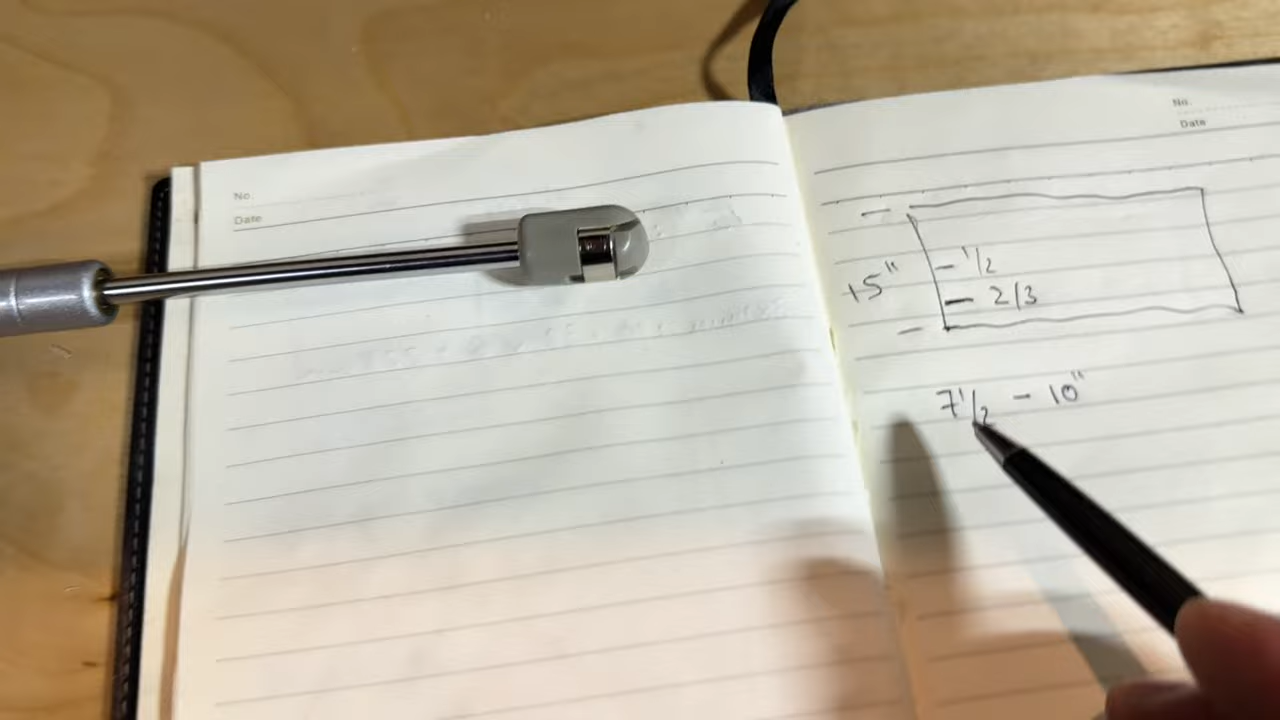 No.
Date
No.
Date
1/2
15"
2/3
7 1/2 - 10"